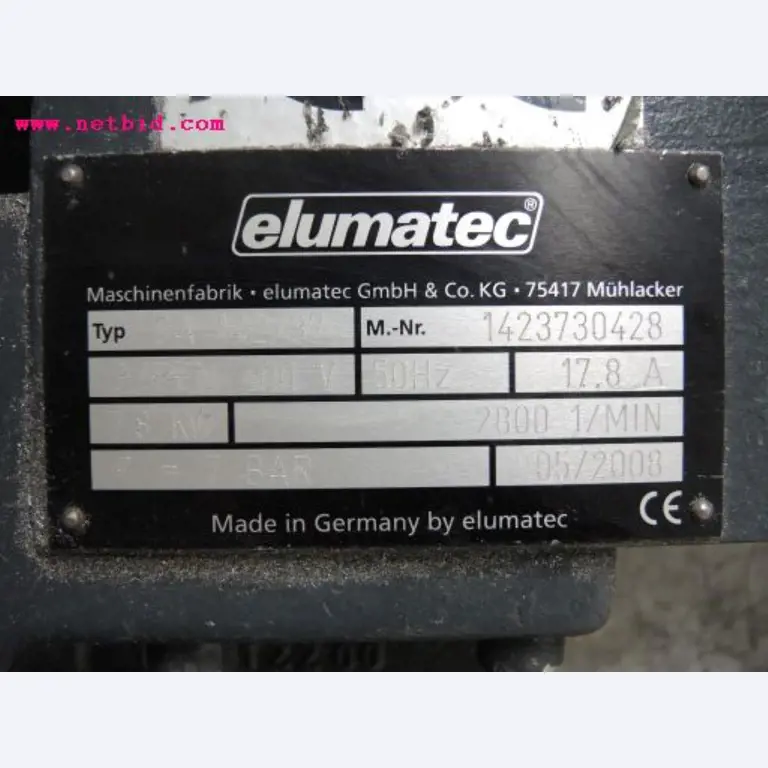 www.netbid.com
elumatec®
Maschinenfabrik · elumatec GmbH & Co. KG · 75417 Mühlacker
Typ M.-Nr. 1423730428
V 50Hz 17.8 A
2800 1/MIN
BAR 05/2008
Made in Germany by elumatec CE